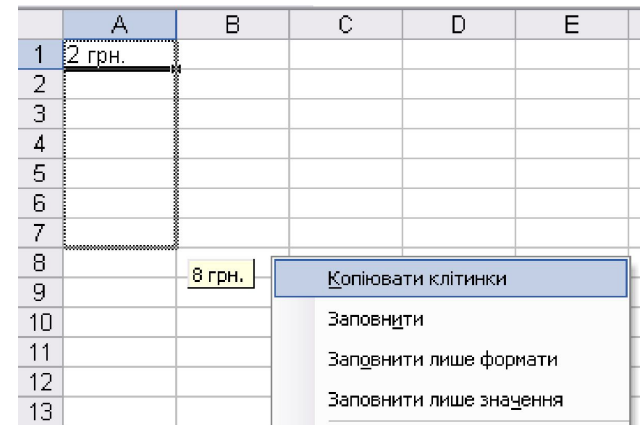 A B C D E
1 2 грн.
2
3
4
5
6
7
8
8 грн.
Копіювати клітинки
9
10
Заповнити
11
Заповнити лише формати
12
Заповнити лише значення
13